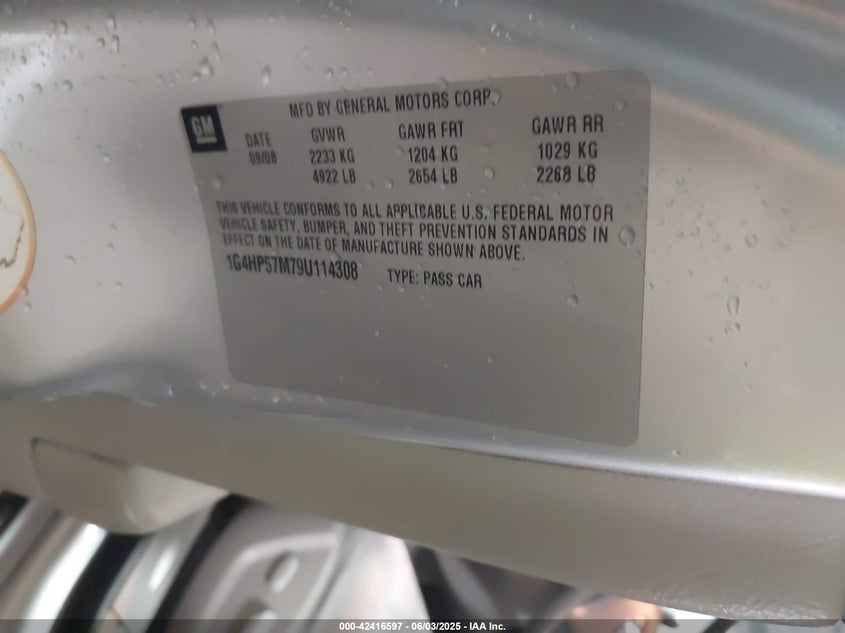 MFD BY GENERAL MOTORS CORP.
GM
DATE GVWR GAWR FRT GAWR RR
09/08 2233 KG 1204 KG 1029 KG
4922 LB 2654 LB 2268 LB
THIS VEHICLE CONFORMS TO ALL APPLICABLE U.S. FEDERAL MOTOR
VEHICLE SAFETY, BUMPER, AND THEFT PREVENTION STANDARDS IN
EFFECT ON THE DATE OF MANUFACTURE SHOWN ABOVE.
1G4HP57M79U114308 TYPE: PASS CAR
000-42416597 - 06/03/2025 - IAA Inc.